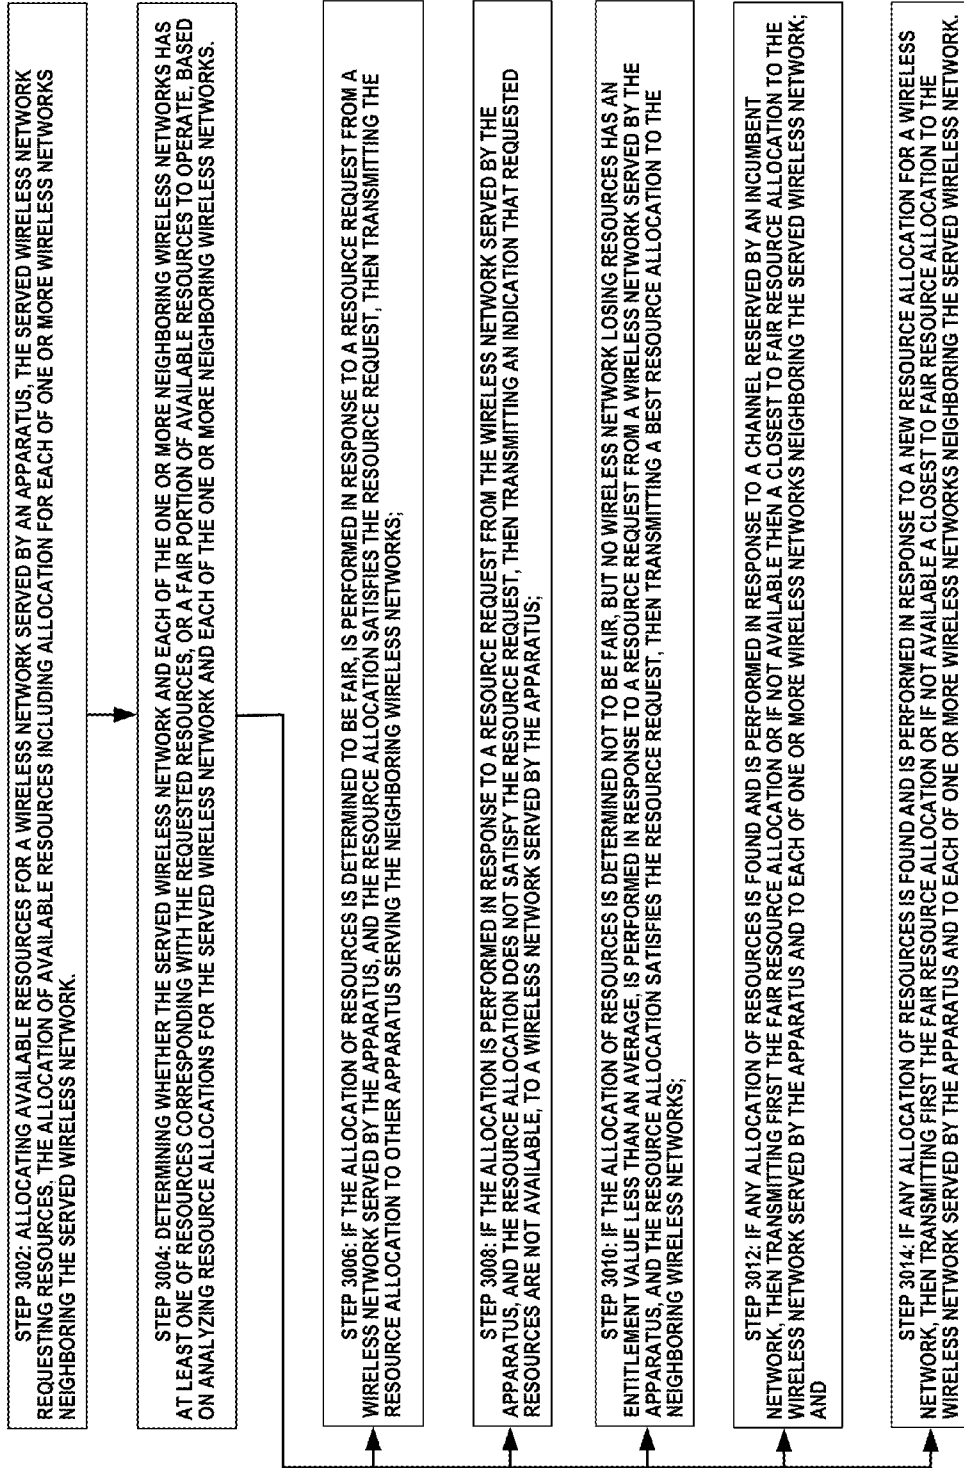 STEP 3002: ALLOCATING AVAILABLE RESOURCES FOR A WIRELESS NETWORK SERVED BY AN APPARATUS, THE SERVED WIRELESS NETWORK
REQUESTING RESOURCES, THE ALLOCATION OF AVAILABLE RESOURCES INCLUDING ALLOCATION FOR EACH OF ONE OR MORE WIRELESS NETWORKS
NEIGHBORING THE SERVED WIRELESS NETWORK.
STEP 3004: DETERMINING WHETHER THE SERVED WIRELESS NETWORK AND EACH OF THE ONE OR MORE NEIGHBORING WIRELESS NETWORKS HAS
AT LEAST ONE OF RESOURCES CORRESPONDING WITH THE REQUESTED RESOURCES, OR A FAIR PORTION OF AVAILABLE RESOURCES TO OPERATE, BASED
ON ANALYZING RESOURCE ALLOCATIONS FOR THE SERVED WIRELESS NETWORK AND EACH OF THE ONE OR MORE NEIGHBORING WIRELESS NETWORKS.
STEP 3006: IF THE ALLOCATION OF RESOURCES IS DETERMINED TO BE FAIR, IS PERFORMED IN RESPONSE TO A RESOURCE REQUEST FROM A
WIRELESS NETWORK SERVED BY THE APPARATUS, AND THE RESOURCE ALLOCATION SATISFIES THE RESOURCE REQUEST, THEN TRANSMITTING THE
RESOURCE ALLOCATION TO OTHER APPARATUS SERVING THE NEIGHBORING WIRELESS NETWORKS;
STEP 3008: IF THE ALLOCATION IS PERFORMED IN RESPONSE TO A RESOURCE REQUEST FROM THE WIRELESS NETWORK SERVED BY THE
APPARATUS, AND THE RESOURCE ALLOCATION DOES NOT SATISFY THE RESOURCE REQUEST, THEN TRANSMITTING AN INDICATION THAT REQUESTED
RESOURCES ARE NOT AVAILABLE, TO A WIRELESS NETWORK SERVED BY THE APPARATUS;
STEP 3010: IF THE ALLOCATION OF RESOURCES IS DETERMINED NOT TO BE FAIR, BUT NO WIRELESS NETWORK LOSING RESOURCES HAS AN
ENTITLEMENT VALUE LESS THAN AN AVERAGE, IS PERFORMED IN RESPONSE TO A RESOURCE REQUEST FROM A WIRELESS NETWORK SERVED BY THE
APPARATUS, AND THE RESOURCE ALLOCATION SATISFIES THE RESOURCE REQUEST, THEN TRANSMITTING A BEST RESOURCE ALLOCATION TO THE
NEIGHBORING WIRELESS NETWORKS;
STEP 3012: IF ANY ALLOCATION OF RESOURCES IS FOUND AND IS PERFORMED IN RESPONSE TO A CHANNEL RESERVED BY AN INCUMBENT
NETWORK, THEN TRANSMITTING FIRST THE FAIR RESOURCE ALLOCATION OR IF NOT AVAILABLE THEN A CLOSEST TO FAIR RESOURCE ALLOCATION TO THE
WIRELESS NETWORK SERVED BY THE APPARATUS AND TO EACH OF ONE OR MORE WIRELESS NETWORKS NEIGHBORING THE SERVED WIRELESS NETWORK;
AND
STEP 3014: IF ANY ALLOCATION OF RESOURCES IS FOUND AND IS PERFORMED IN RESPONSE TO A NEW RESOURCE ALLOCATION FOR A WIRELESS
NETWORK, THEN TRANSMITTING FIRST THE FAIR RESOURCE ALLOCATION OR IF NOT AVAILABLE A CLOSEST TO FAIR RESOURCE ALLOCATION TO THE
WIRELESS NETWORK SERVED BY THE APPARATUS AND TO EACH OF ONE OR MORE WIRELESS NETWORKS NEIGHBORING THE SERVED WIRELESS NETWORK.